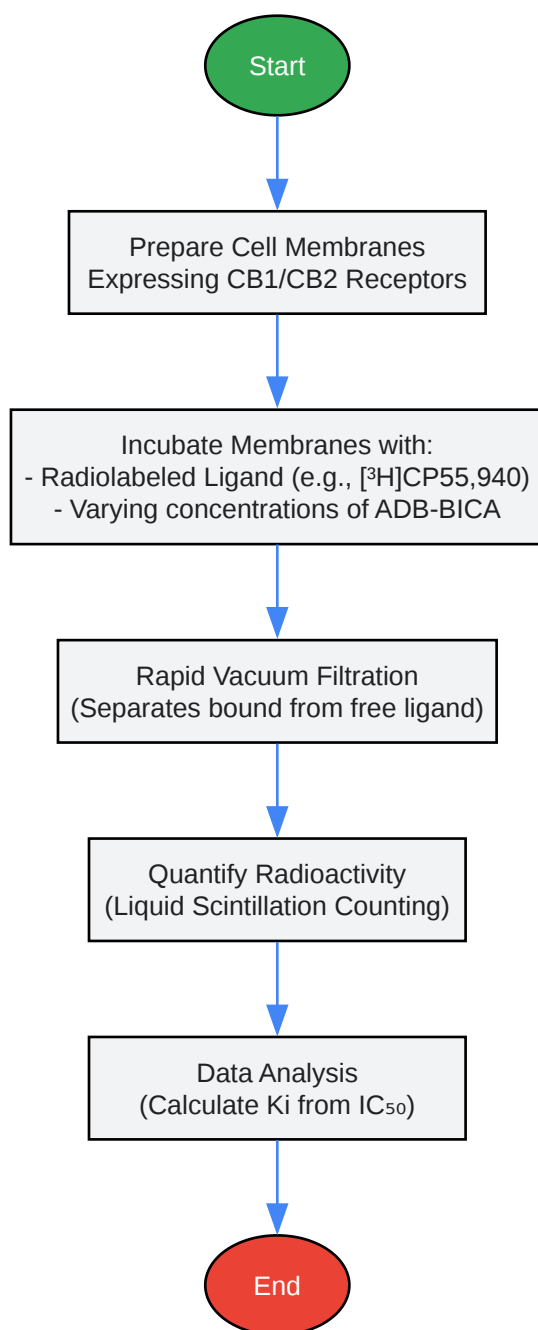 Start
Prepare Cell Membranes
Expressing CB1/CB2 Receptors
Incubate Membranes with:
- Radiolabeled Ligand (e.g., [³H]CP55,940)
- Varying concentrations of ADB-BICA
Rapid Vacuum Filtration
(Separates bound from free ligand)
Quantify Radioactivity
(Liquid Scintillation Counting)
Data Analysis
(Calculate Ki from IC₅₀)
End